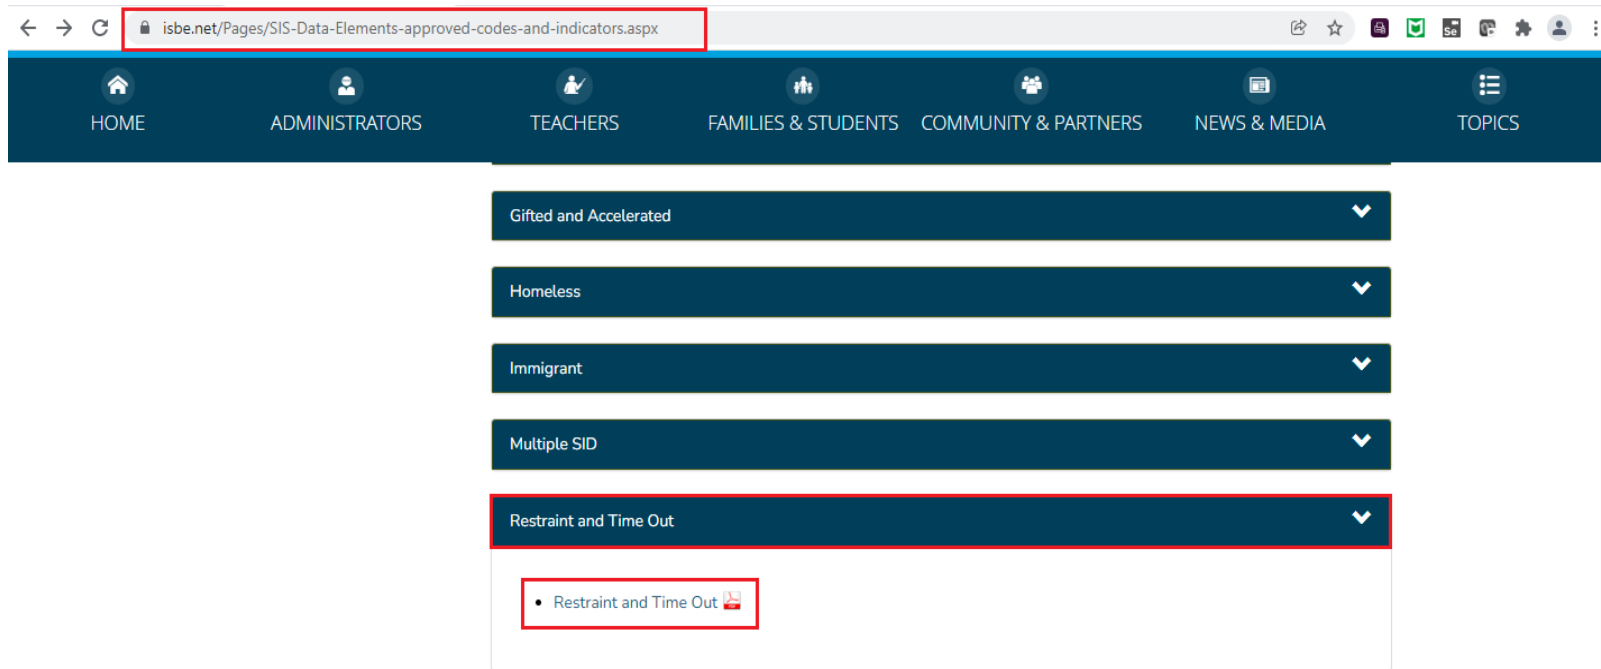 isbe.net/Pages/SIS-Data-Elements-approved-codes-and-indicators.aspx
Se
HOME
ADMINISTRATORS
TEACHERS
FAMILIES & STUDENTS
COMMUNITY & PARTNERS
NEWS & MEDIA
TOPICS
Gifted and Accelerated
Homeless
Immigrant
Multiple SID
Restraint and Time Out
• Restraint and Time Out